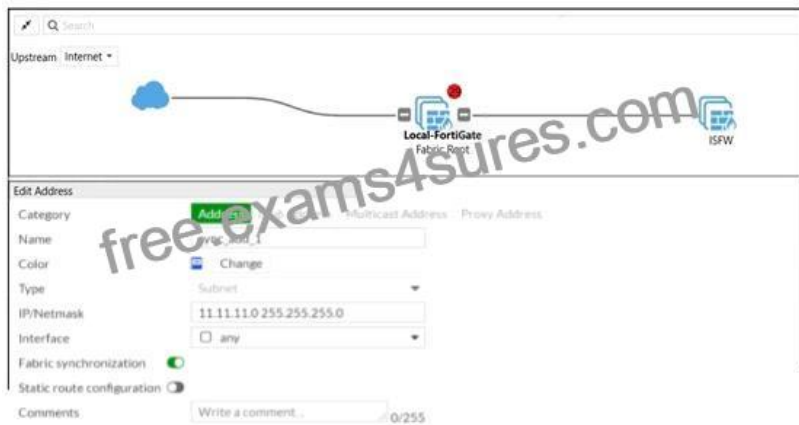 Search
Upstream Internet
Local-FortiGate
Fabric Root
ISFW
free-exams4sures.com
Edit Address
Category Multicast Address Proxy Address
Name
Color Change
Type Subnet
IP/Netmask 11.11.11.0 255.255.255.0
Interface any
Fabric synchronization
Static route configuration
Comments Write a comment... 0/255